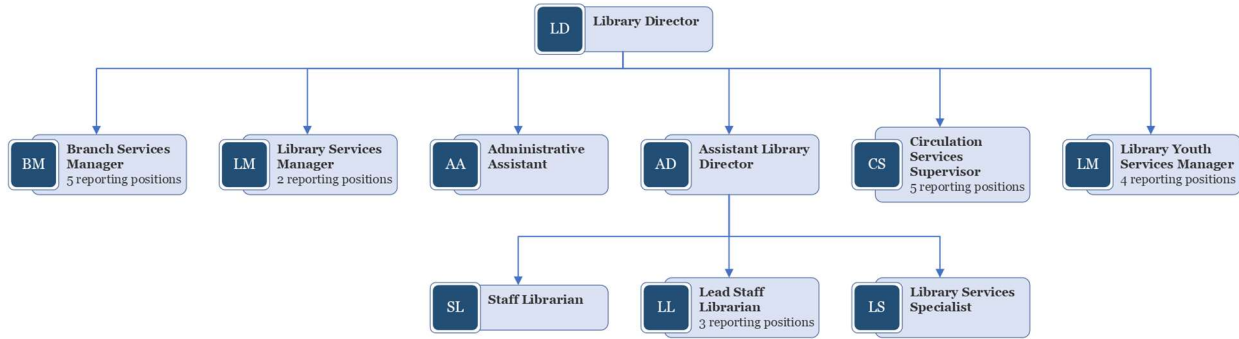 LD
Library Director
BM
Branch Services
Manager
5 reporting positions
LM
Library Services
Manager
2 reporting positions
AA
Administrative
Assistant
AD
Assistant Library
Director
CS
Circulation
Services
Supervisor
5 reporting positions
LM
Library Youth
Services Manager
4 reporting positions
SL
Staff Librarian
LL
Lead Staff
Librarian
3 reporting positions
LS
Library Services
Specialist